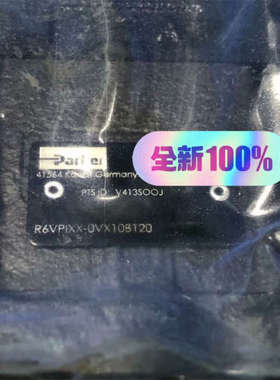 Parker
全新100%
41564 Kaarst Germany
PTS ID: V413SOOJ
R6VPIXX-0VX108120